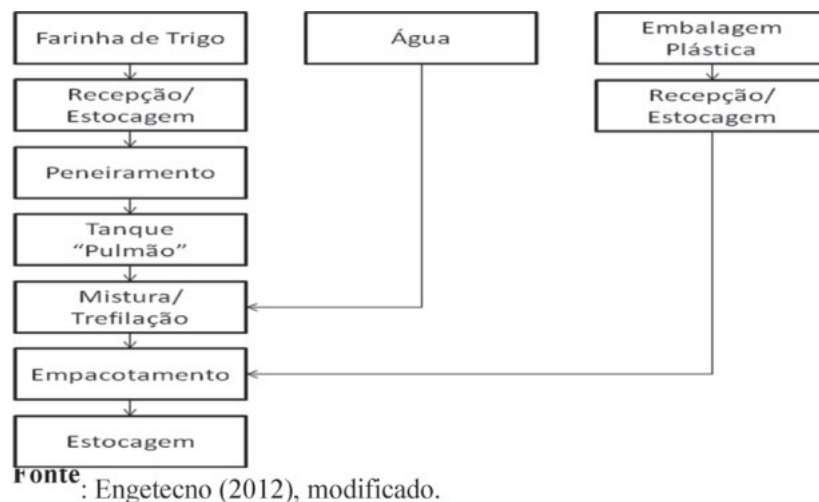 Farinha de Trigo
Água
Embalagem
Plástica
Recepção/
Estocagem
Recepção/
Estocagem
Peneiramento
Tanque
“Pulmão”
Mistura/
Trefilação
Empacotamento
Estocagem
Fonte: Engetecno (2012), modificado.